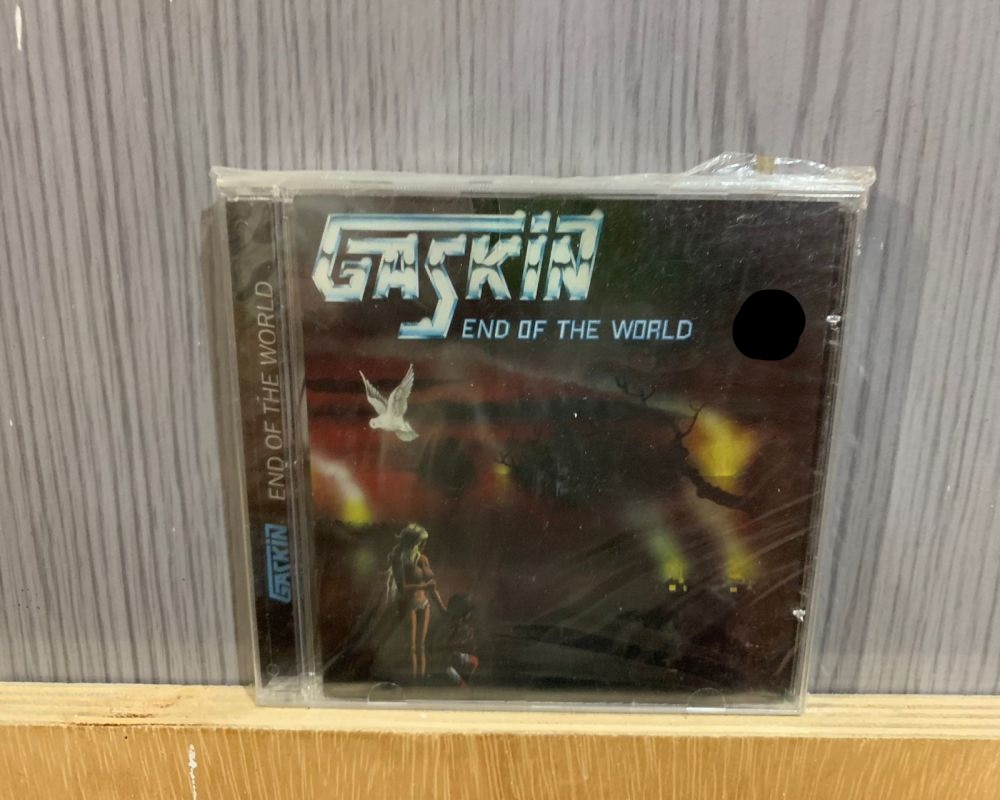 GASKIN
END OF THE WORLD
GASKIN END OF THE WORLD